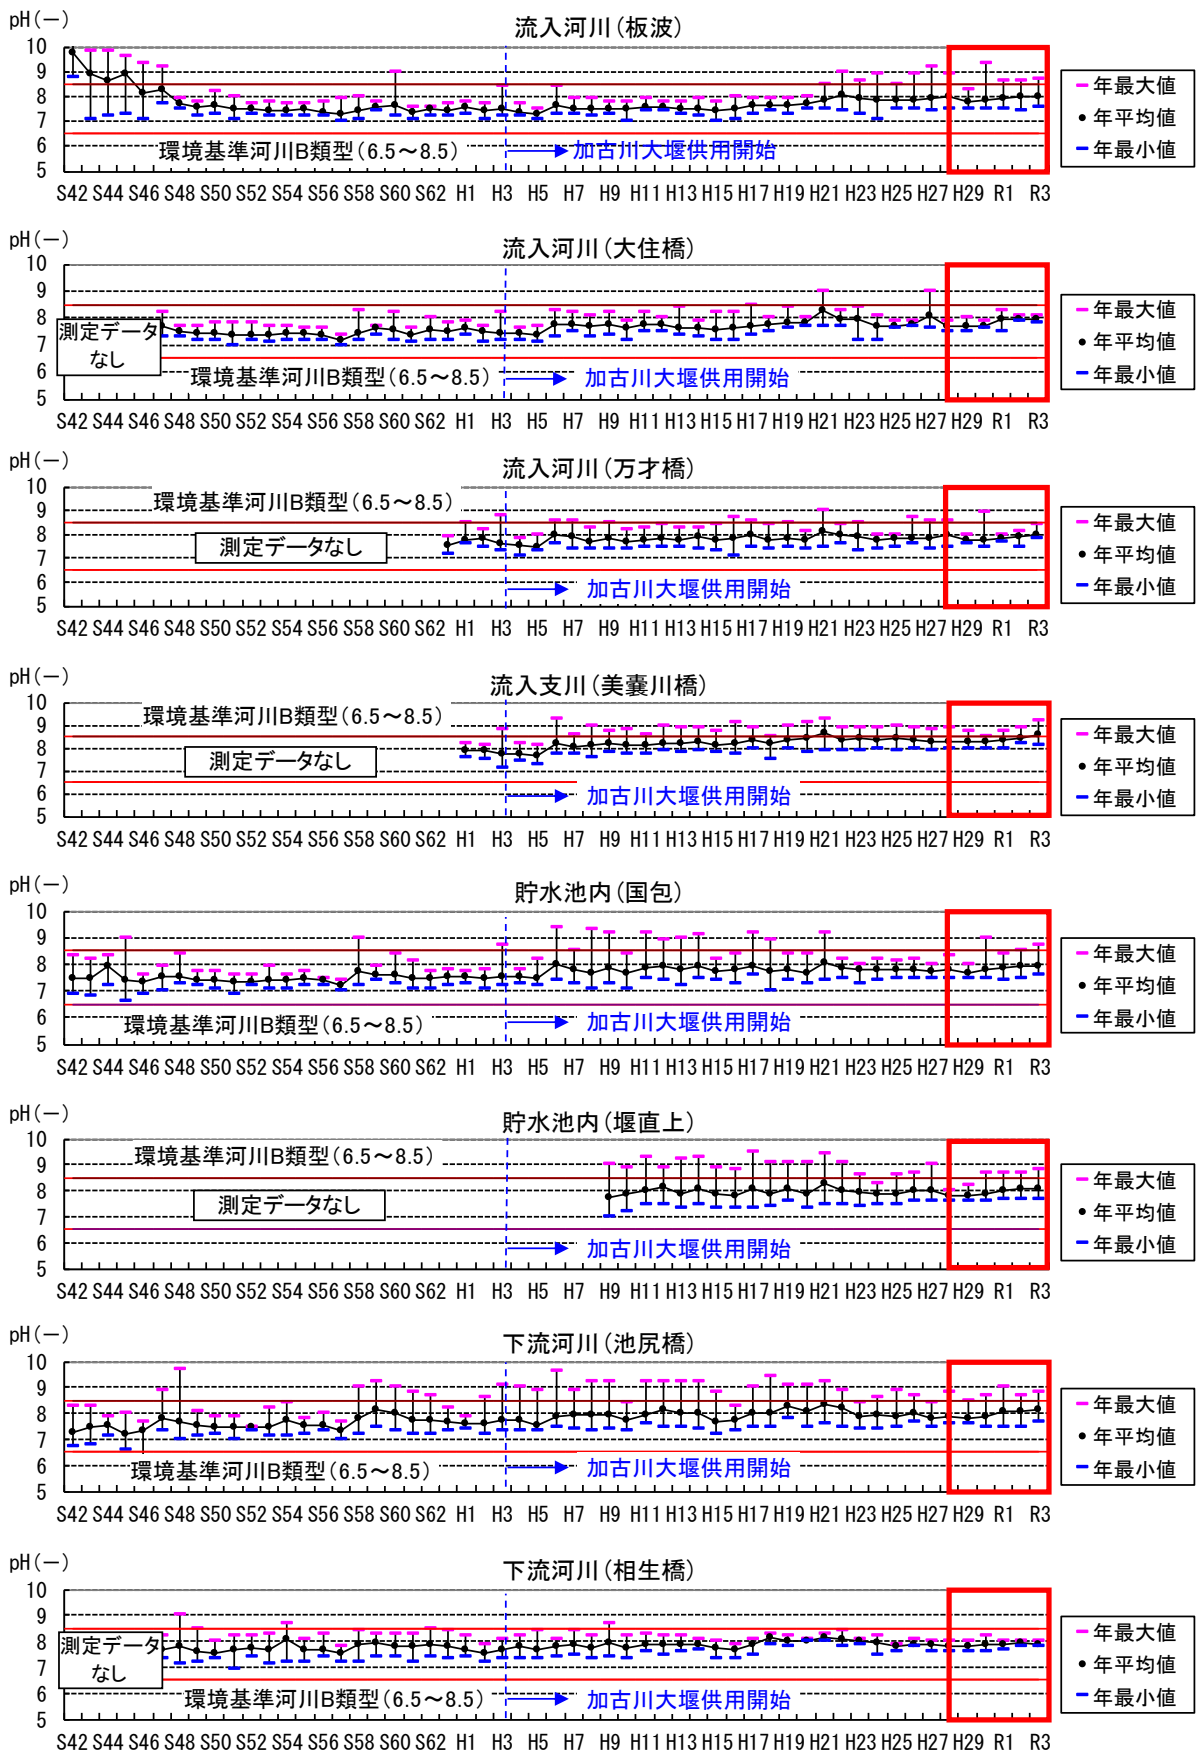 pH(－)
流入河川(板波)
10
9
8
7
6
5
環境基準河川B類型(6.5～8.5)
加古川大堰供用開始
年最大値
年平均値
年最小値
S42 S44 S46 S48 S50 S52 S54 S56 S58 S60 S62 H1 H3 H5 H7 H9 H11 H13 H15 H17 H19 H21 H23 H25 H27 H29 R1 R3
pH(－)
流入河川(大住橋)
10
9
8
7
6
5
測定データ
なし
環境基準河川B類型(6.5～8.5)
加古川大堰供用開始
年最大値
年平均値
年最小値
S42 S44 S46 S48 S50 S52 S54 S56 S58 S60 S62 H1 H3 H5 H7 H9 H11 H13 H15 H17 H19 H21 H23 H25 H27 H29 R1 R3
pH(－)
流入河川(万才橋)
10
9
8
7
6
5
環境基準河川B類型(6.5～8.5)
測定データなし
加古川大堰供用開始
年最大値
年平均値
年最小値
S42 S44 S46 S48 S50 S52 S54 S56 S58 S60 S62 H1 H3 H5 H7 H9 H11 H13 H15 H17 H19 H21 H23 H25 H27 H29 R1 R3
pH(－)
流入支川(美嚢川橋)
10
9
8
7
6
5
環境基準河川B類型(6.5～8.5)
測定データなし
加古川大堰供用開始
年最大値
年平均値
年最小値
S42 S44 S46 S48 S50 S52 S54 S56 S58 S60 S62 H1 H3 H5 H7 H9 H11 H13 H15 H17 H19 H21 H23 H25 H27 H29 R1 R3
pH(－)
貯水池内(国包)
10
9
8
7
6
5
環境基準河川B類型(6.5～8.5)
加古川大堰供用開始
年最大値
年平均値
年最小値
S42 S44 S46 S48 S50 S52 S54 S56 S58 S60 S62 H1 H3 H5 H7 H9 H11 H13 H15 H17 H19 H21 H23 H25 H27 H29 R1 R3
pH(－)
貯水池内(堰直上)
10
9
8
7
6
5
環境基準河川B類型(6.5～8.5)
測定データなし
加古川大堰供用開始
年最大値
年平均値
年最小値
S42 S44 S46 S48 S50 S52 S54 S56 S58 S60 S62 H1 H3 H5 H7 H9 H11 H13 H15 H17 H19 H21 H23 H25 H27 H29 R1 R3
pH(－)
下流河川(池尻橋)
10
9
8
7
6
5
環境基準河川B類型(6.5～8.5)
加古川大堰供用開始
年最大値
年平均値
年最小値
S42 S44 S46 S48 S50 S52 S54 S56 S58 S60 S62 H1 H3 H5 H7 H9 H11 H13 H15 H17 H19 H21 H23 H25 H27 H29 R1 R3
pH(－)
下流河川(相生橋)
10
9
8
7
6
5
測定データ
なし
環境基準河川B類型(6.5～8.5)
加古川大堰供用開始
年最大値
年平均値
年最小値
S42 S44 S46 S48 S50 S52 S54 S56 S58 S60 S62 H1 H3 H5 H7 H9 H11 H13 H15 H17 H19 H21 H23 H25 H27 H29 R1 R3